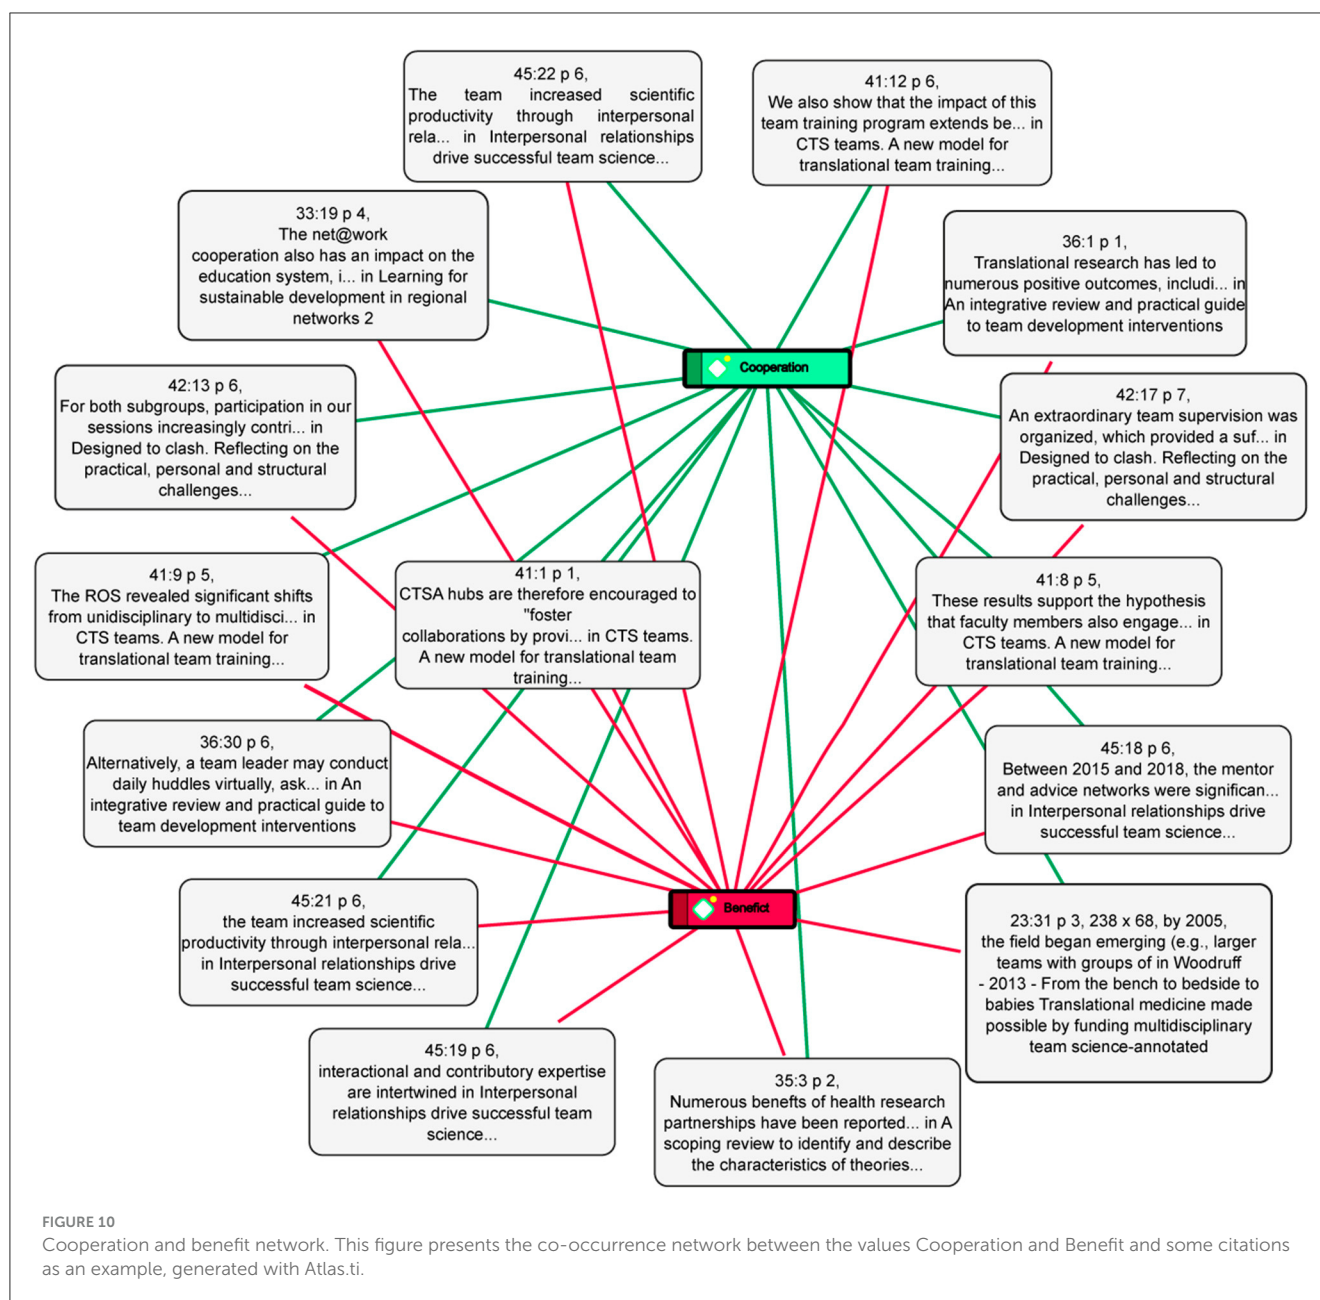 45:22 p 6,
The team increased scientific
productivity through interpersonal
rela... in Interpersonal relationships
drive successful team science...
41:12 p 6,
We also show that the impact of this
team training program extends be... in
CTS teams. A new model for
translational team training...
33:19 p 4,
The net@work
cooperation also has an impact on the
education system, i... in Learning for
sustainable development in regional
networks 2
36:1 p 1,
Translational research has led to
numerous positive outcomes, includi... in
An integrative review and practical guide
to team development interventions
Cooperation
42:13 p 6,
For both subgroups, participation in our
sessions increasingly contri... in
Designed to clash. Reflecting on the
practical, personal and structural
challenges...
42:17 p 7,
An extraordinary team supervision was
organized, which provided a suf... in
Designed to clash. Reflecting on the
practical, personal and structural
challenges...
41:9 p 5,
The ROS revealed significant shifts
from unidisciplinary to multidisci... in
CTS teams. A new model for
translational team training...
41:1 p 1,
CTSA hubs are therefore encouraged to
"foster
collaborations by provi... in CTS teams.
A new model for translational team
training...
41:8 p 5,
These results support the hypothesis
that faculty members also engage... in
CTS teams. A new model for
translational team training...
36:30 p 6,
Alternatively, a team leader may conduct
daily huddles virtually, ask... in An
integrative review and practical guide to
team development interventions
45:18 p 6,
Between 2015 and 2018, the mentor
and advice networks were significan...
in Interpersonal relationships drive
successful team science...
45:21 p 6,
the team increased scientific
productivity through interpersonal rela...
in Interpersonal relationships drive
successful team science...
Benefict
23:31 p 3, 238 x 68, by 2005,
the field began emerging (e.g., larger
teams with groups of in Woodruff
- 2013 - From the bench to bedside to
babies Translational medicine made
possible by funding multidisciplinary
team science-annotated
45:19 p 6,
interactional and contributory expertise
are intertwined in Interpersonal
relationships drive successful team
science...
35:3 p 2,
Numerous benefts of health research
partnerships have been reported... in A
scoping review to identify and describe
the characteristics of theories...
FIGURE 10
Cooperation and benefit network. This figure presents the co-occurrence network between the values Cooperation and Benefit and some citations
as an example, generated with Atlas.ti.